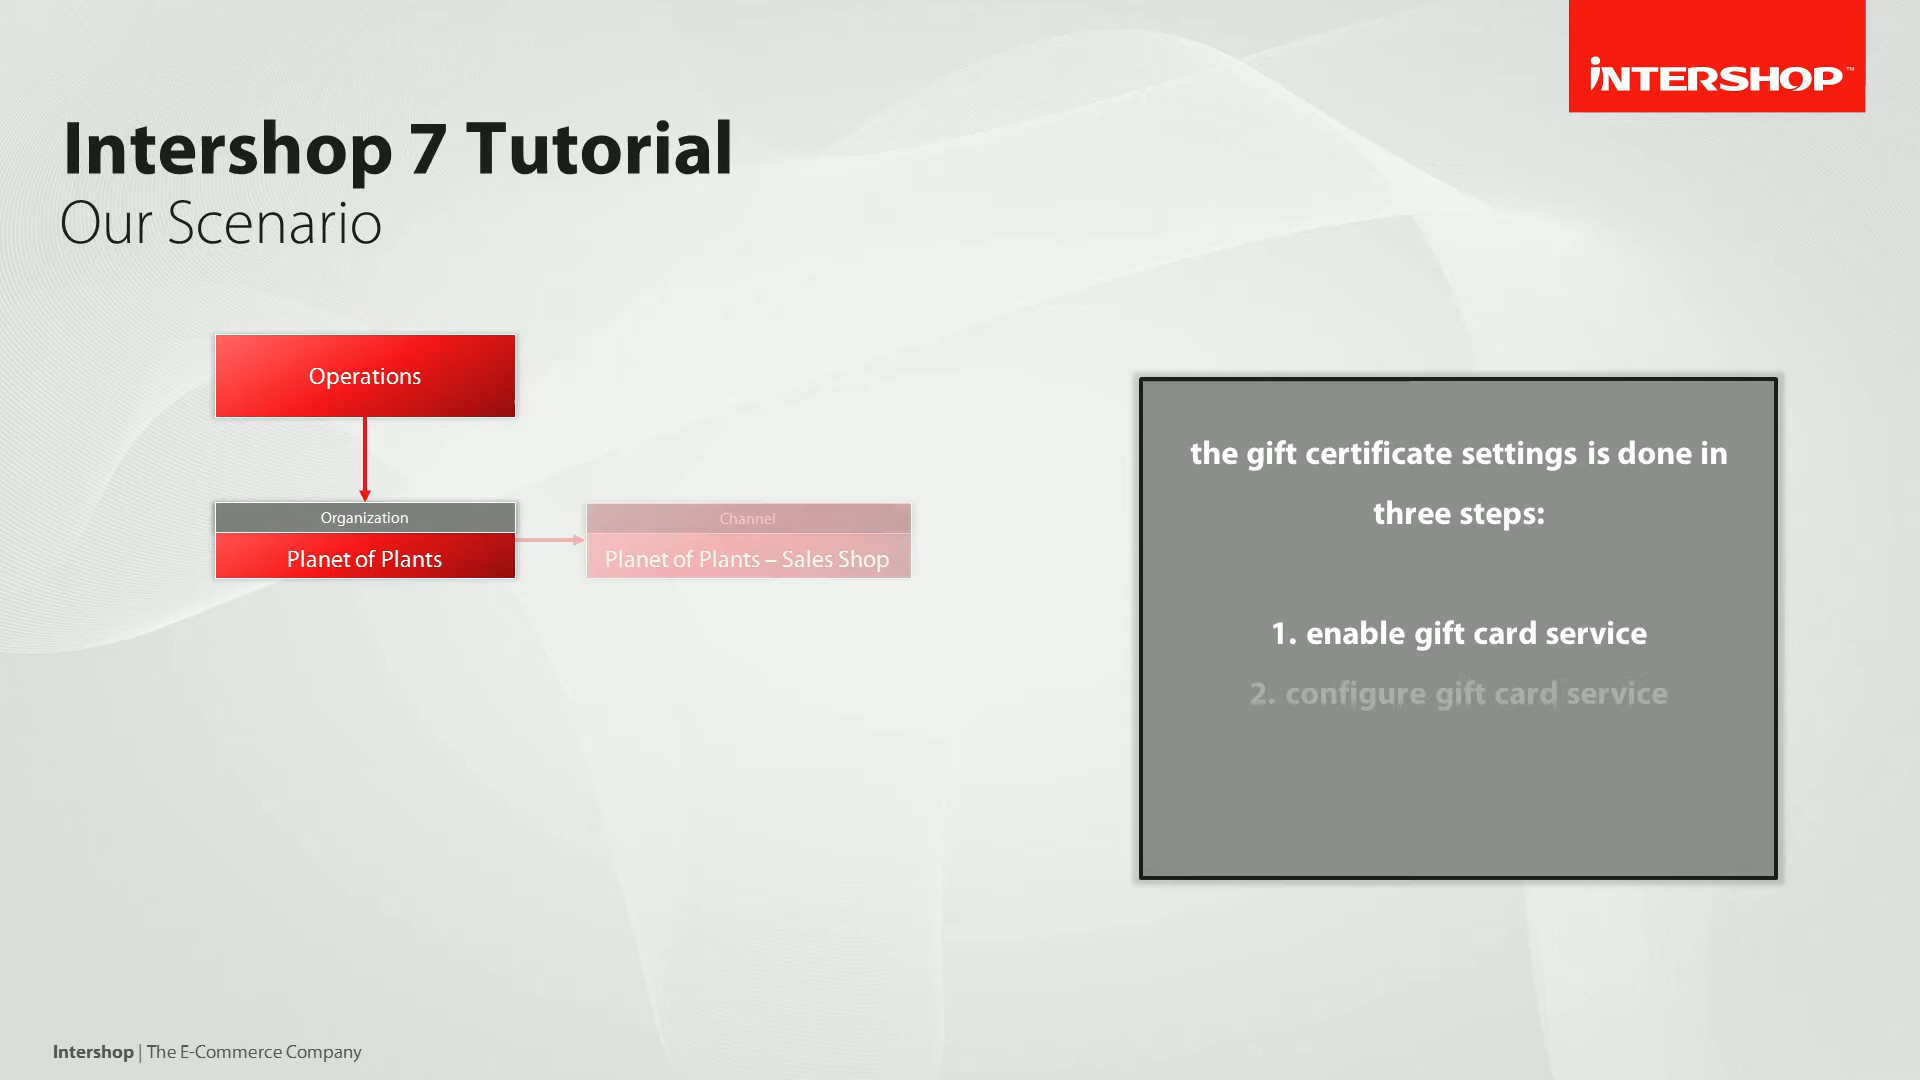 INTERSHOP™
Intershop 7 Tutorial
Our Scenario
Operations
Organization
Planet of Plants
Channel
Planet of Plants – Sales Shop
the gift certificate settings is done in
three steps:
1. enable gift card service
2. configure gift card service
Intershop | The E-Commerce Company